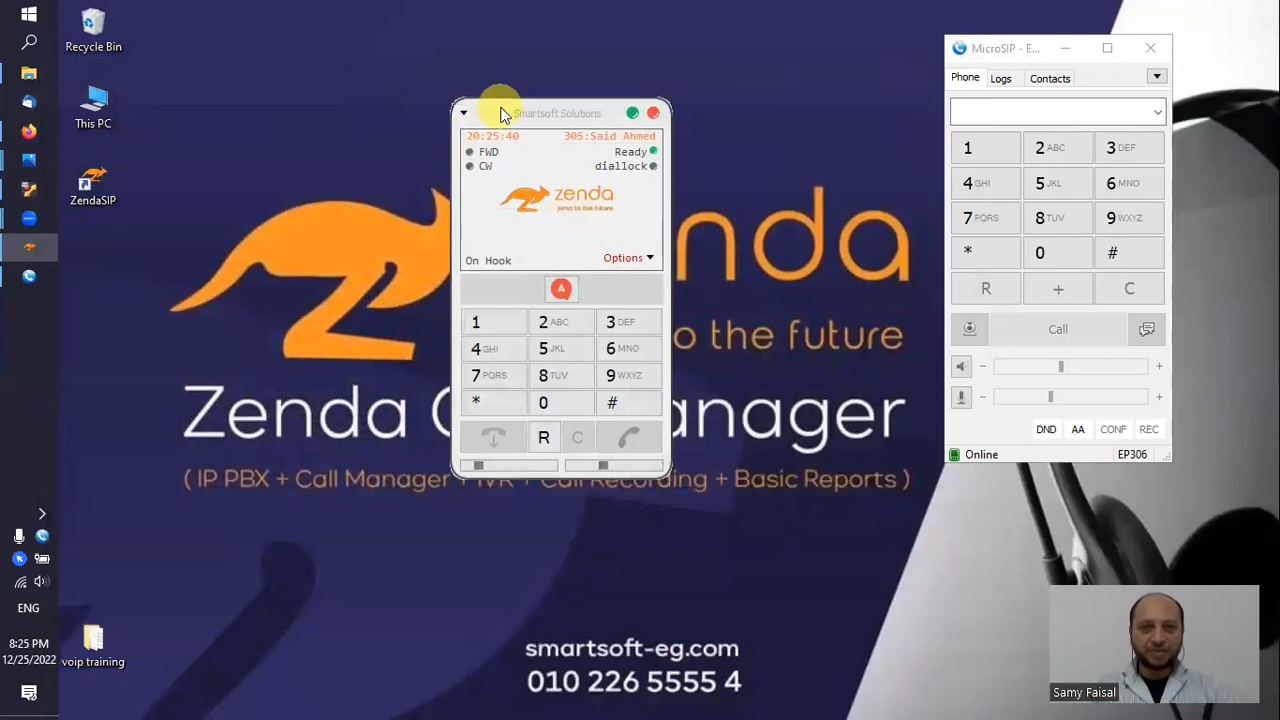 Recycle Bin
This PC
ZendaSIP
voip training
ENG
8:25 PM
12/25/2022
Smartsoft Solutions
20:25:40 305:Said Ahmed
FWD Ready
CW diallock
zenda
jump to the future
On Hook Options
A
1 2 ABC 3 DEF
4 GHI 5 JKL 6 MNO
7 PQRS 8 TUV 9 WXYZ
* 0 #
R C
MicroSIP - E...
Phone Logs Contacts
1 2 ABC 3 DEF
4 GHI 5 JKL 6 MNO
7 PQRS 8 TUV 9 WXYZ
* 0 #
R + C
Call
− +
− +
DND AA CONF REC
Online EP306
nda
o the future
Zenda C anager
( IP PBX + Call Manager + IVR + Call Recording + Basic Reports )
smartsoft-eg.com
010 226 5555 4
Samy Faisal